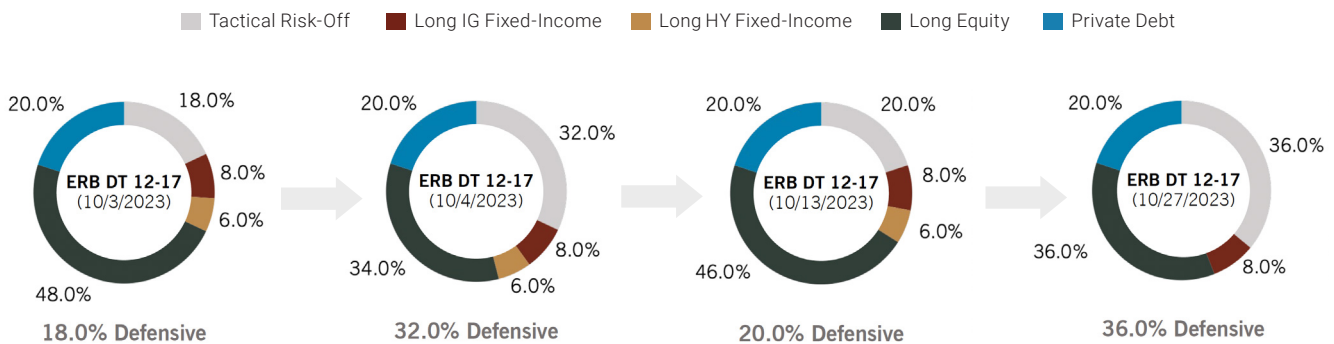 Tactical Risk-Off Long IG Fixed-Income Long HY Fixed-Income Long Equity Private Debt
20.0% 18.0%
8.0%
6.0%
48.0%
ERB DT 12-17
(10/3/2023)
18.0% Defensive
20.0% 32.0%
8.0%
6.0%
34.0%
ERB DT 12-17
(10/4/2023)
32.0% Defensive
20.0% 20.0%
8.0%
6.0%
46.0%
ERB DT 12-17
(10/13/2023)
20.0% Defensive
20.0% 36.0%
8.0%
36.0%
ERB DT 12-17
(10/27/2023)
36.0% Defensive